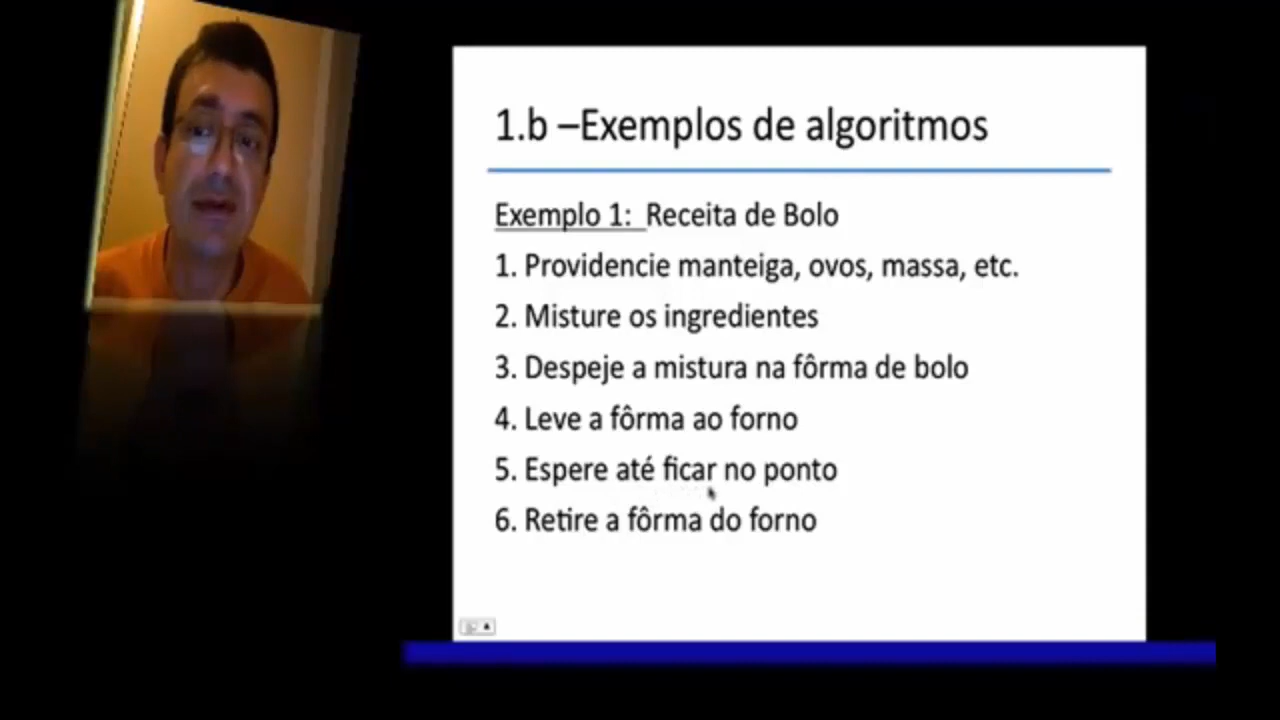 1.b –Exemplos de algoritmos
Exemplo 1: Receita de Bolo
1. Providencie manteiga, ovos, massa, etc.
2. Misture os ingredientes
3. Despeje a mistura na fôrma de bolo
4. Leve a fôrma ao forno
5. Espere até ficar no ponto
6. Retire a fôrma do forno